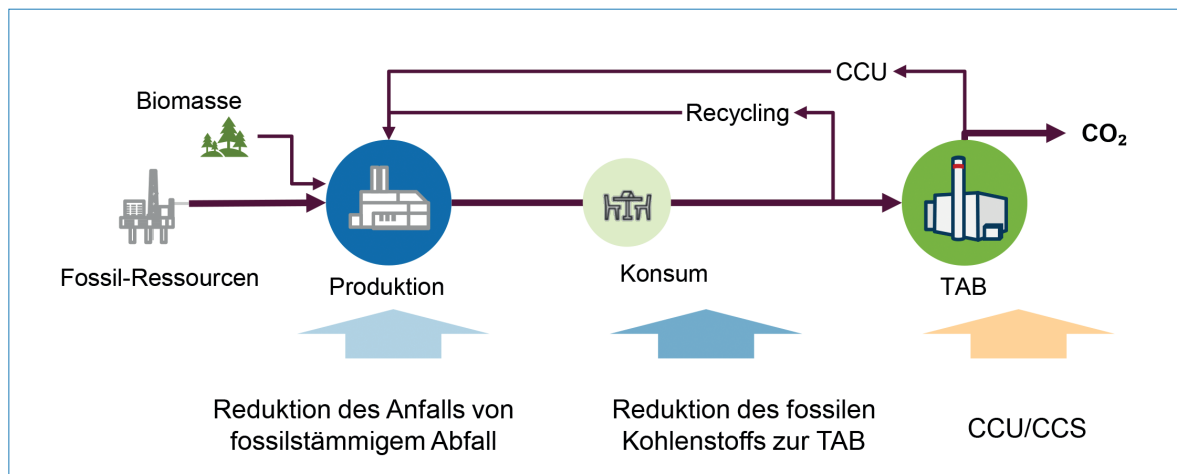 CCU
Biomasse
Recycling
CO₂
Fossil-Ressourcen
Produktion
Konsum
TAB
Reduktion des Anfalls von
fossilstämmigem Abfall
Reduktion des fossilen
Kohlenstoffs zur TAB
CCU/CCS